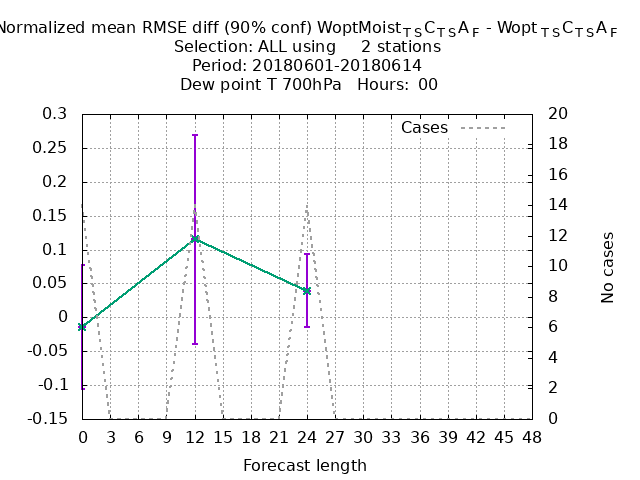 Normalized mean RMSE diff (90% conf) WoptMoist_T_SC_T_SA_F - Wopt_T_SC_T_SA_F
Selection: ALL using 2 stations
Period: 20180601-20180614
Dew point T 700hPa Hours: 00
Cases
0.3
0.25
0.2
0.15
0.1
0.05
0
-0.05
-0.1
-0.15
20
18
16
14
12
10
8
6
4
2
0
No cases
0 3 6 9 12 15 18 21 24 27 30 33 36 39 42 45 48
Forecast length